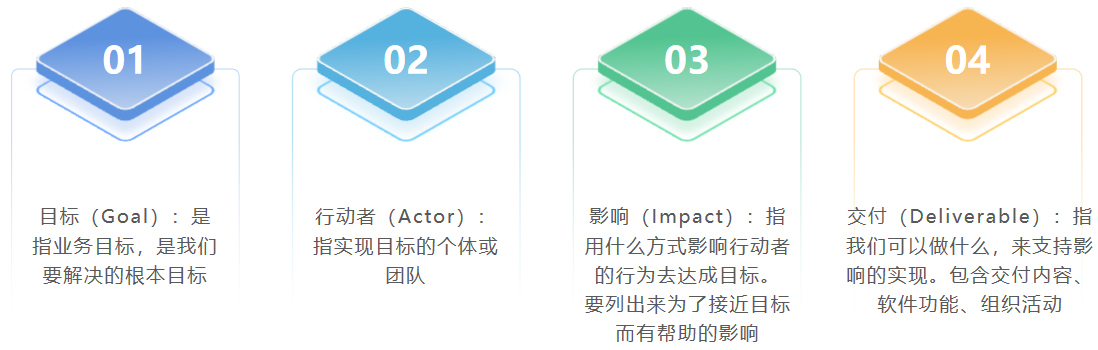 01
目标（Goal）：是
指业务目标，是我们
要解决的根本目标
02
行动者（Actor）：
指实现目标的个体或
团队
03
影响（Impact）：指
用什么方式影响行动者
的行为去达成目标。
要列出来为了接近目标
而有帮助的影响
04
交付（Deliverable）：指
我们可以做什么，来支持影
响的实现。包含交付内容、
软件功能、组织活动